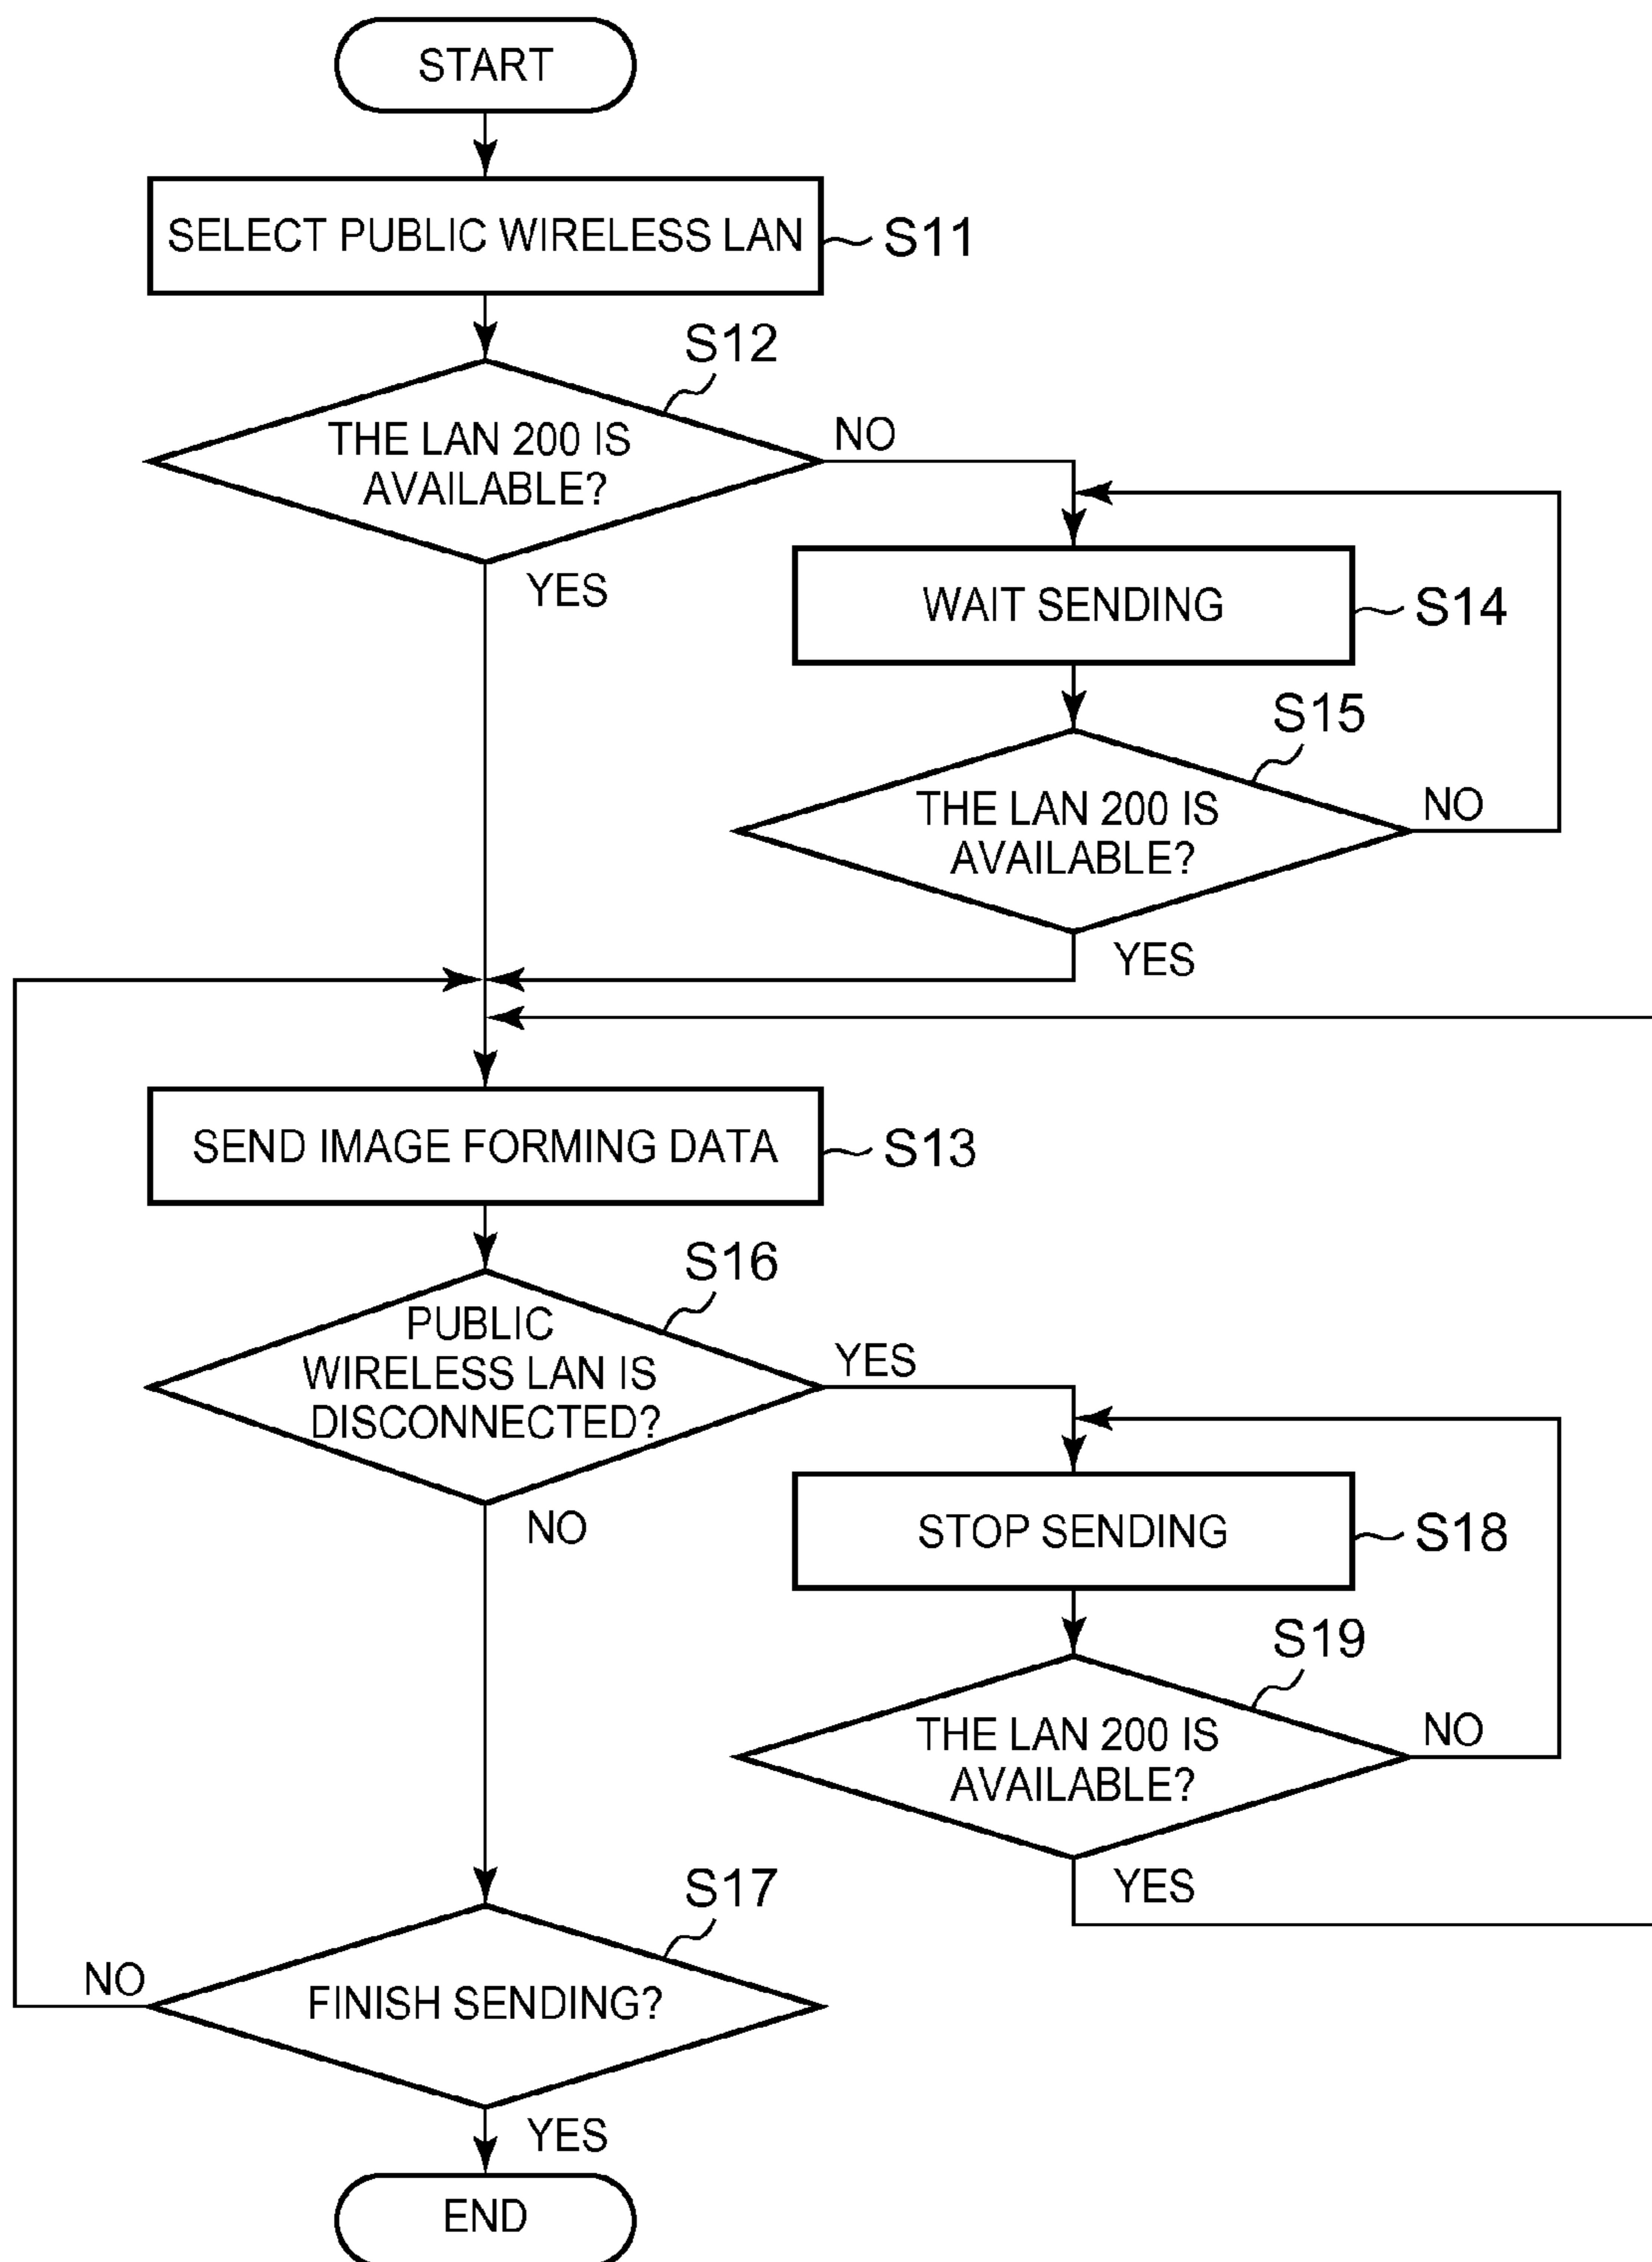 START
SELECT PUBLIC WIRELESS LAN
S11
S12
THE LAN 200 IS
AVAILABLE?
NO
YES
WAIT SENDING
S14
S15
THE LAN 200 IS
AVAILABLE?
NO
YES
SEND IMAGE FORMING DATA
S13
S16
PUBLIC
WIRELESS LAN IS
DISCONNECTED?
YES
NO
STOP SENDING
S18
S19
THE LAN 200 IS
AVAILABLE?
NO
YES
S17
FINISH SENDING?
NO
YES
END